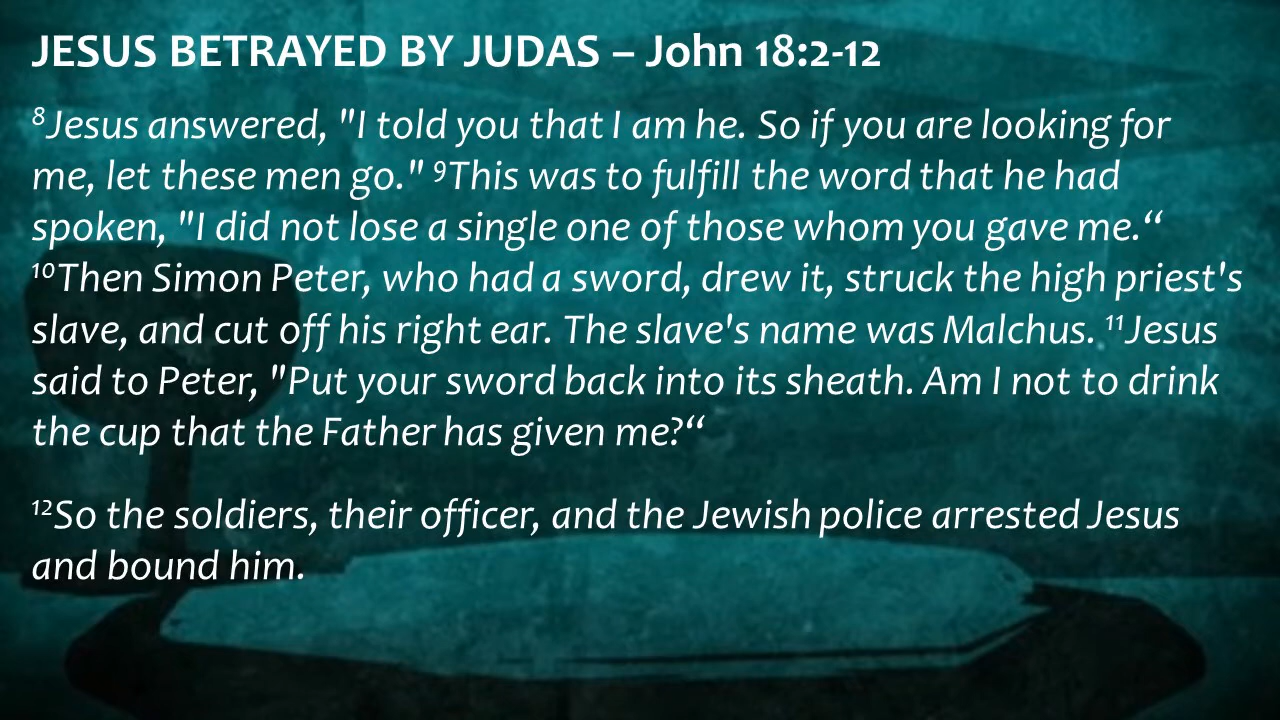 JESUS BETRAYED BY JUDAS – John 18:2-12
⁸Jesus answered, "I told you that I am he. So if you are looking for
me, let these men go." ⁹This was to fulfill the word that he had
spoken, "I did not lose a single one of those whom you gave me.“
¹⁰Then Simon Peter, who had a sword, drew it, struck the high priest's
slave, and cut off his right ear. The slave's name was Malchus. ¹¹Jesus
said to Peter, "Put your sword back into its sheath. Am I not to drink
the cup that the Father has given me?“
¹²So the soldiers, their officer, and the Jewish police arrested Jesus
and bound him.